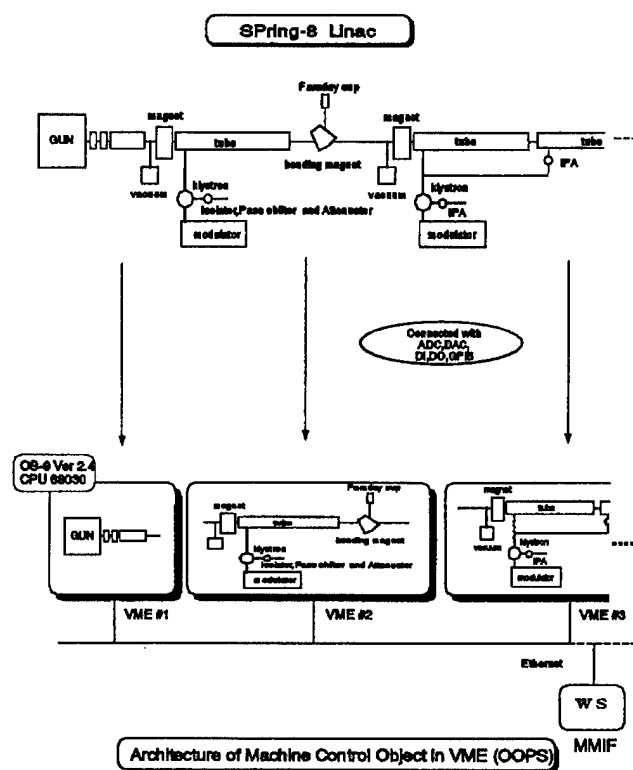 SPring-8 Linac
Faraday cup
magnet
magnet
GUN
tube
tube
tube
bending magnet
vacuum
vacuum
IPA
klystron
klystron
Isolator,Pase shifter and Attenuator
IPA
modulator
modulator
Connected with
ADC,DAC,
DI,DO,GPIB
OS-9 Ver 2.4
CPU 68030
Faraday cup
magnet
magnet
tube
tube
GUN
bending magnet
klystron
klystron
vacuum
Isolator,Pase shifter and Attenuator
IPA
modulator
modulator
VME #1
VME #2
VME #3
Ethernet
WS
MMIF
Architecture of Machine Control Object in VME (OOPS)